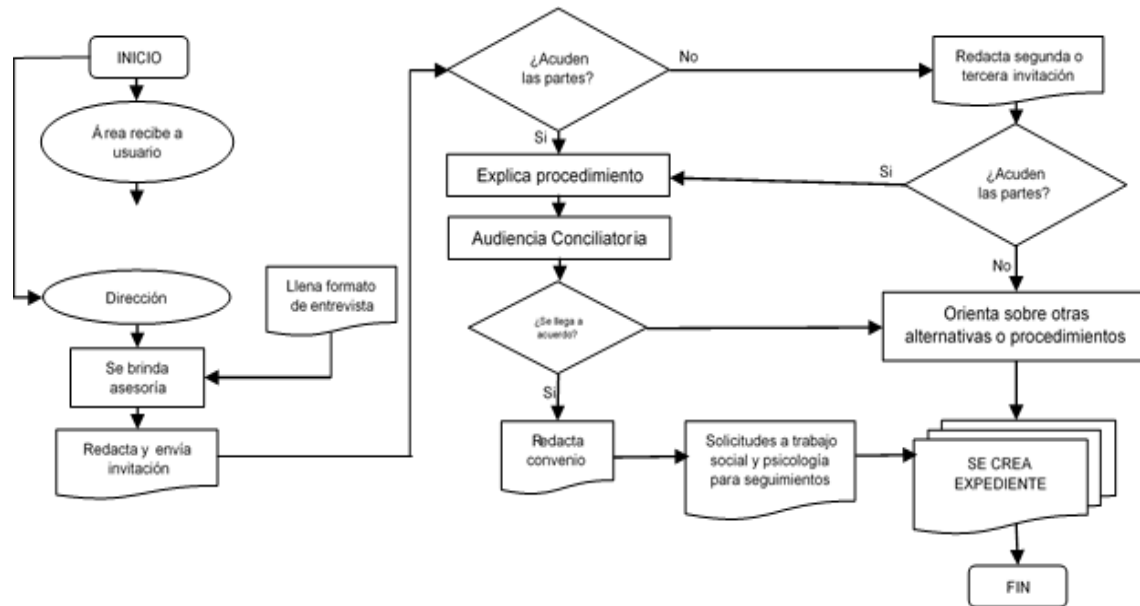 INICIO
Área recibe a
usuario
Dirección
Llena formato
de entrevista
Se brinda
asesoría
Redacta y envía
invitación
¿Acuden
las partes?
No
Redacta segunda o
tercera invitación
Si
Explica procedimiento
Si
¿Acuden
las partes?
Audiencia Conciliatoria
No
¿Se llega a
acuerdo?
Orienta sobre otras
alternativas o procedimientos
Si
Redacta
convenio
Solicitudes a trabajo
social y psicología
para seguimientos
SE CREA
EXPEDIENTE
FIN